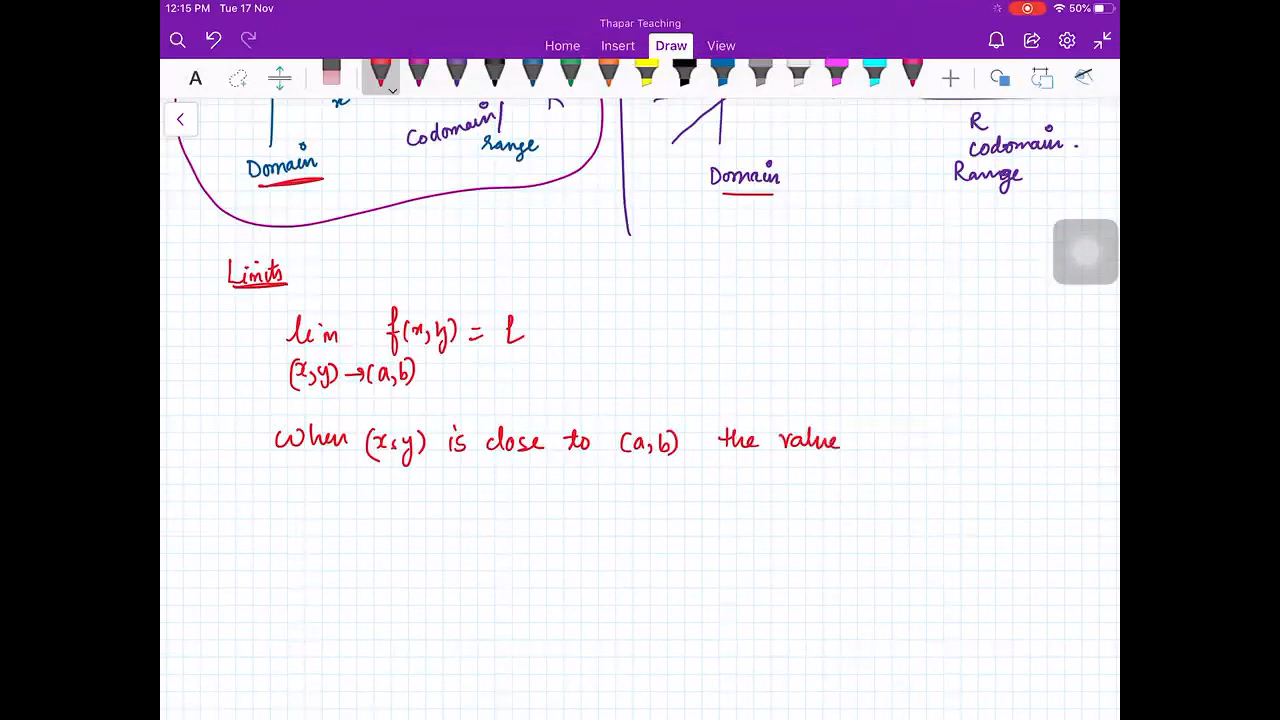 12:15 PM Tue 17 Nov
50%
Thapar Teaching
Home Insert Draw View
A
x
Codomain
range
Domain
R
Codomain.
Range
Domain
Limits
lim f(x,y) = L
(x,y) → (a,b)
When (x,y) is close to (a,b) the value